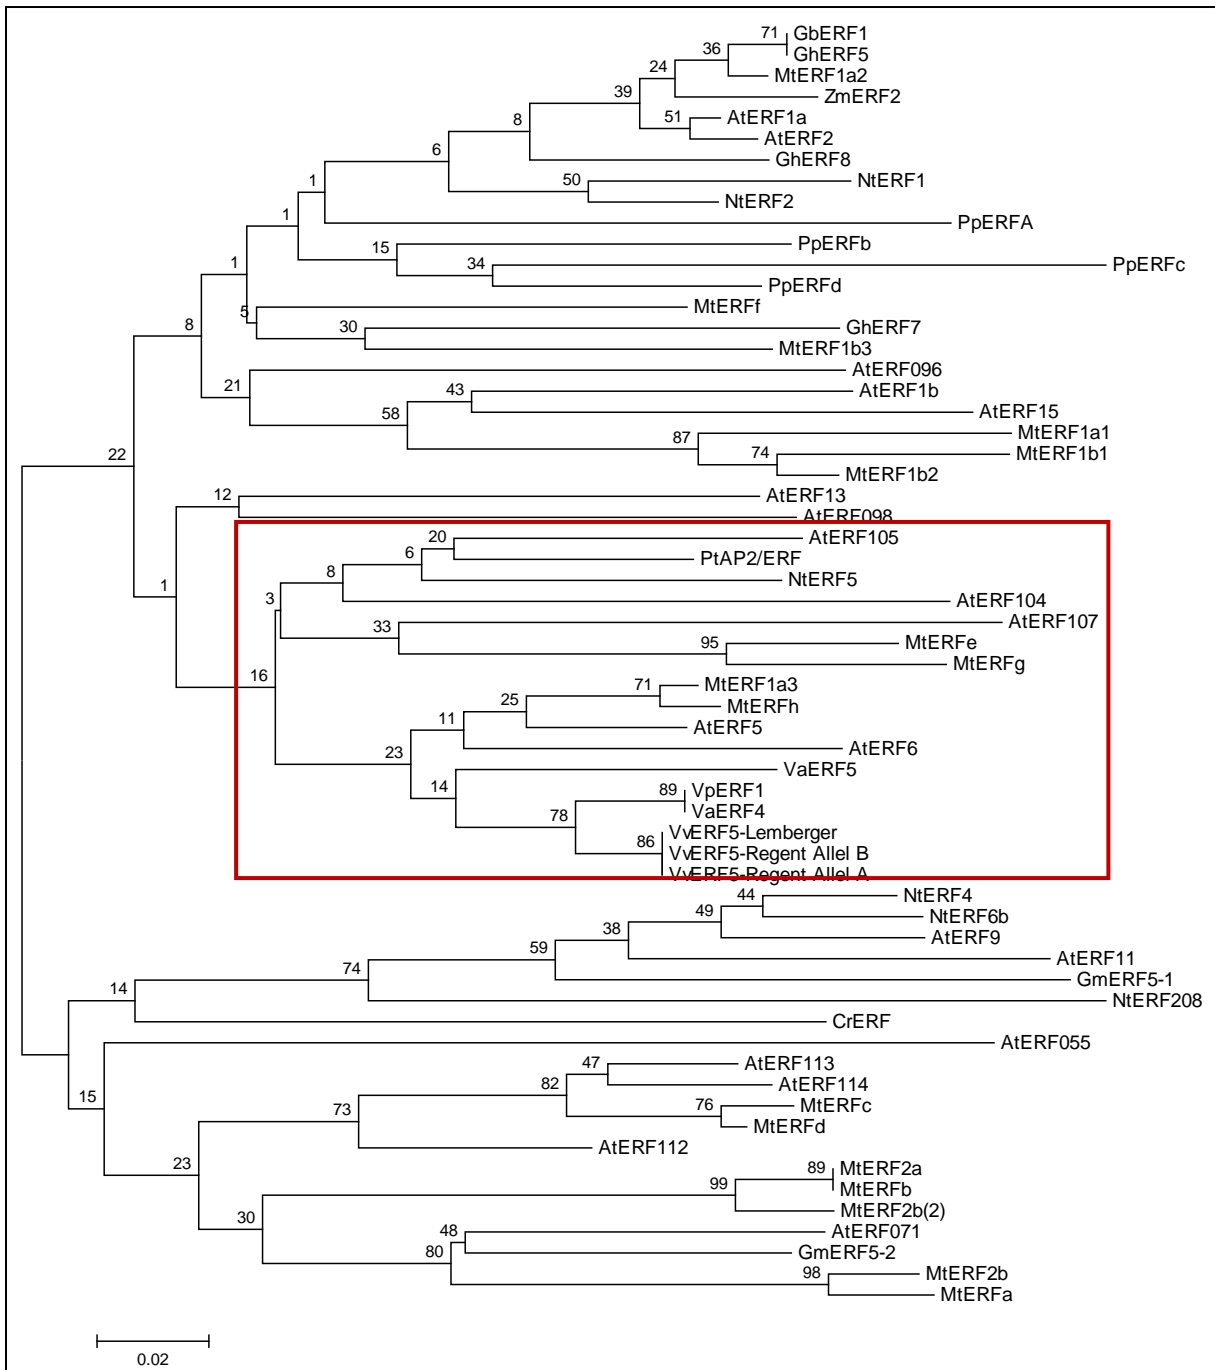 71 GbERF1
GhERF5
36
MtERF1a2
24
ZmERF2
39
AtERF1a
51
AtERF2
8
GhERF8
6
NtERF1
50
NtERF2
1
PpERFA
1
PpERFb
15
PpERFc
34
PpERFd
1
MtERFf
5
GhERF7
30
MtERF1b3
8
AtERF096
21
AtERF1b
43
AtERF15
58
MtERF1a1
87
MtERF1b1
74
MtERF1b2
22
AtERF13
12
AtERF098
1
AtERF105
20
PtAP2/ERF
6
NtERF5
8
AtERF104
3
AtERF107
33
MtERFe
95
MtERFg
16
MtERF1a3
71
MtERFh
25
AtERF5
11
AtERF6
23
VaERF5
14
VpERF1
89
VaERF4
78
VvERF5-Lemberger
86
VvERF5-Regent Allel B
VvERF5-Regent Allel A
NtERF4
44
NtERF6b
49
AtERF9
38
AtERF11
59
GmERF5-1
74
NtERF208
14
CrERF
AtERF055
15
AtERF113
47
AtERF114
82
MtERFc
76
MtERFd
73
AtERF112
23
MtERF2a
89
MtERFb
99
MtERF2b(2)
30
AtERF071
48
GmERF5-2
80
MtERF2b
98
MtERFa
0.02